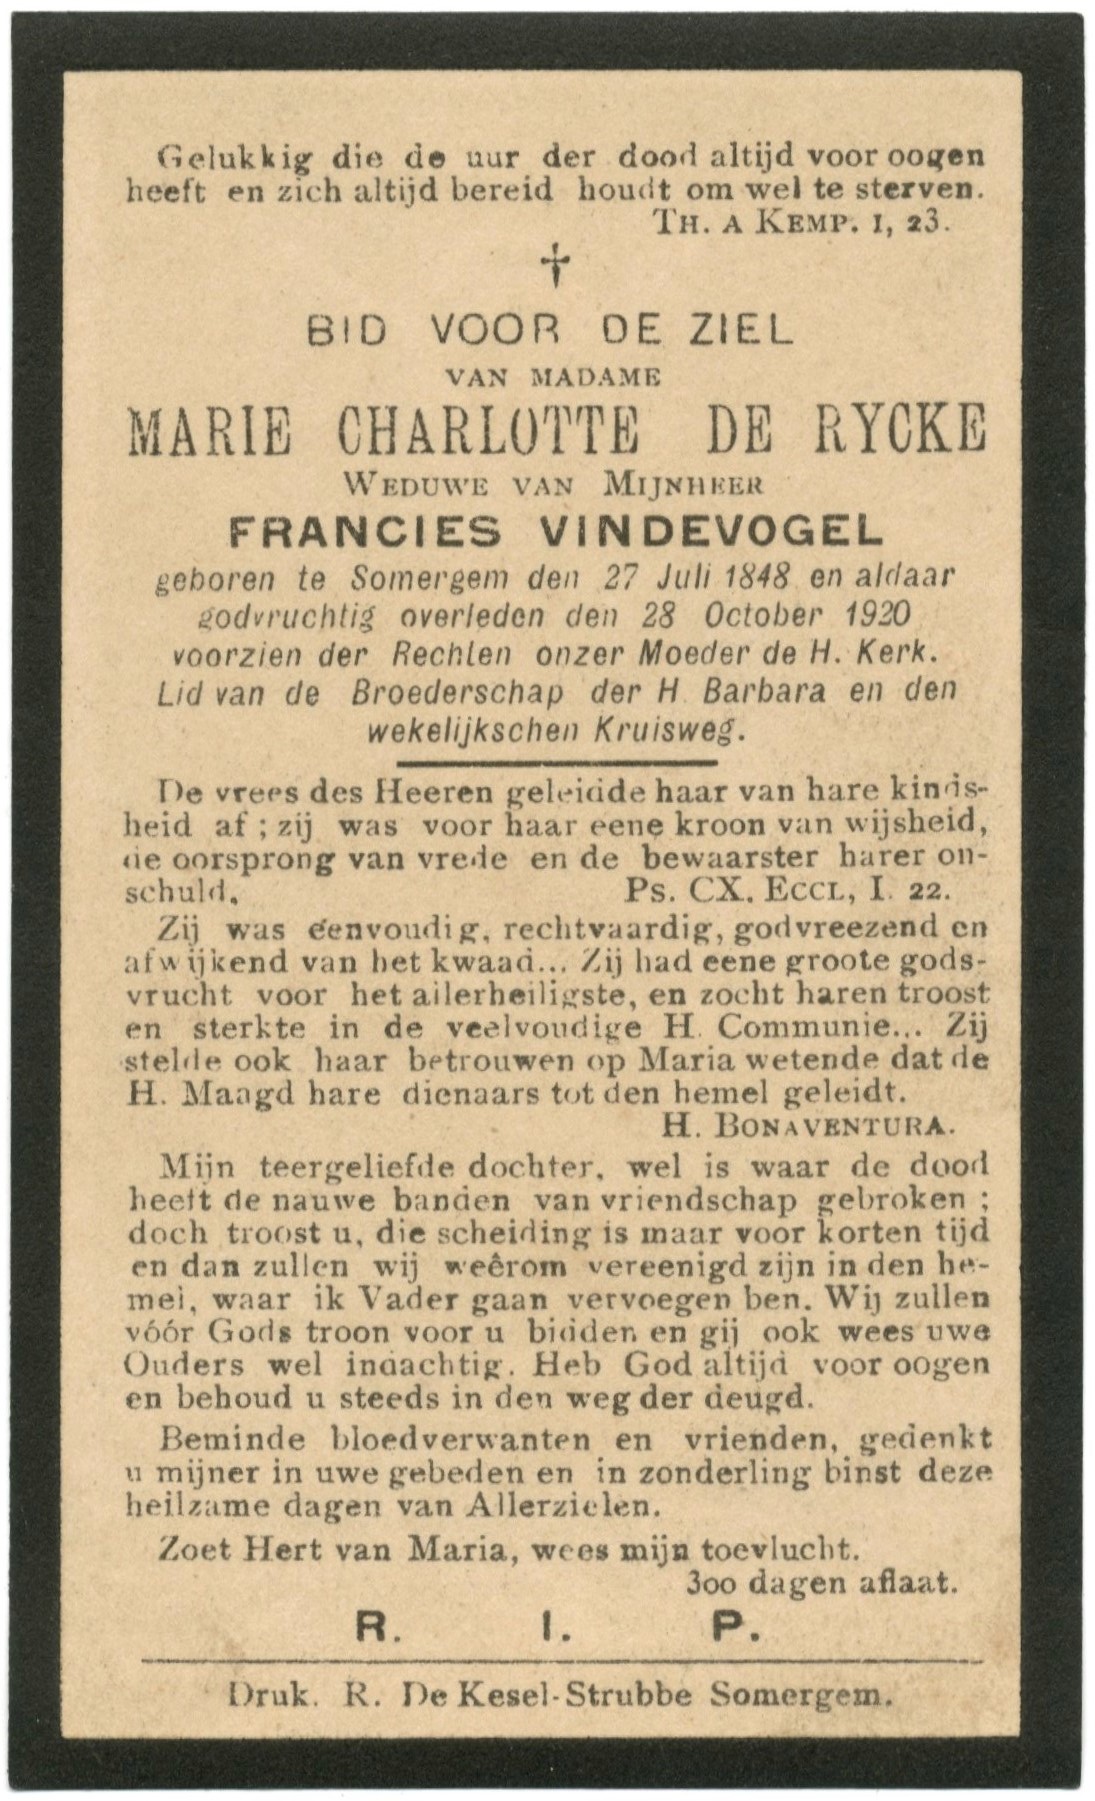 Gelukkig die de uur der dood altijd voor oogen
heeft en zich altijd bereid houdt om wel te sterven.
TH. A KEMP. I, 23.
BID VOOR DE ZIEL
VAN MADAME
MARIE CHARLOTTE DE RYCKE
WEDUWE VAN MIJNHEER
FRANCIES VINDEVOGEL
geboren te Somergem den 27 Juli 1848 en aldaar
godvruchtig overleden den 28 October 1920
voorzien der Rechten onzer Moeder de H. Kerk.
Lid van de Broederschap der H. Barbara en den
wekelijkschen Kruisweg.
De vrees des Heeren geleidde haar van hare kinds-
heid af ; zij was voor haar eene kroon van wijsheid,
de oorsprong van vrede en de bewaarster harer on-
schuld. Ps. CX. ECCL, I. 22.
Zij was eenvoudig, rechtvaardig, godvreezend en
afwijkend van het kwaad... Zij had eene groote gods-
vrucht voor het allerheiligste, en zocht haren troost
en sterkte in de veelvoudige H. Communie... Zij
stelde ook haar betrouwen op Maria wetende dat de
H. Maagd hare dienaars tot den hemel geleidt.
H. BONAVENTURA.
Mijn teergeliefde dochter, wel is waar de dood
heeft de nauwe banden van vriendschap gebroken ;
doch troost u, die scheiding is maar voor korten tijd
en dan zullen wij weêrom vereenigd zijn in den he-
mel, waar ik Vader gaan vervoegen ben. Wij zullen
vóór Gods troon voor u bidden en gij ook wees uwe
Ouders wel indachtig. Heb God altijd voor oogen
en behoud u steeds in den weg der deugd.
Beminde bloedverwanten en vrienden, gedenkt
u mijner in uwe gebeden en in zonderling binst deze
heilzame dagen van Allerzielen.
Zoet Hert van Maria, wees mijn toevlucht.
300 dagen aflaat.
R. I. P.
Druk. R. De Kesel-Strubbe Somergem.